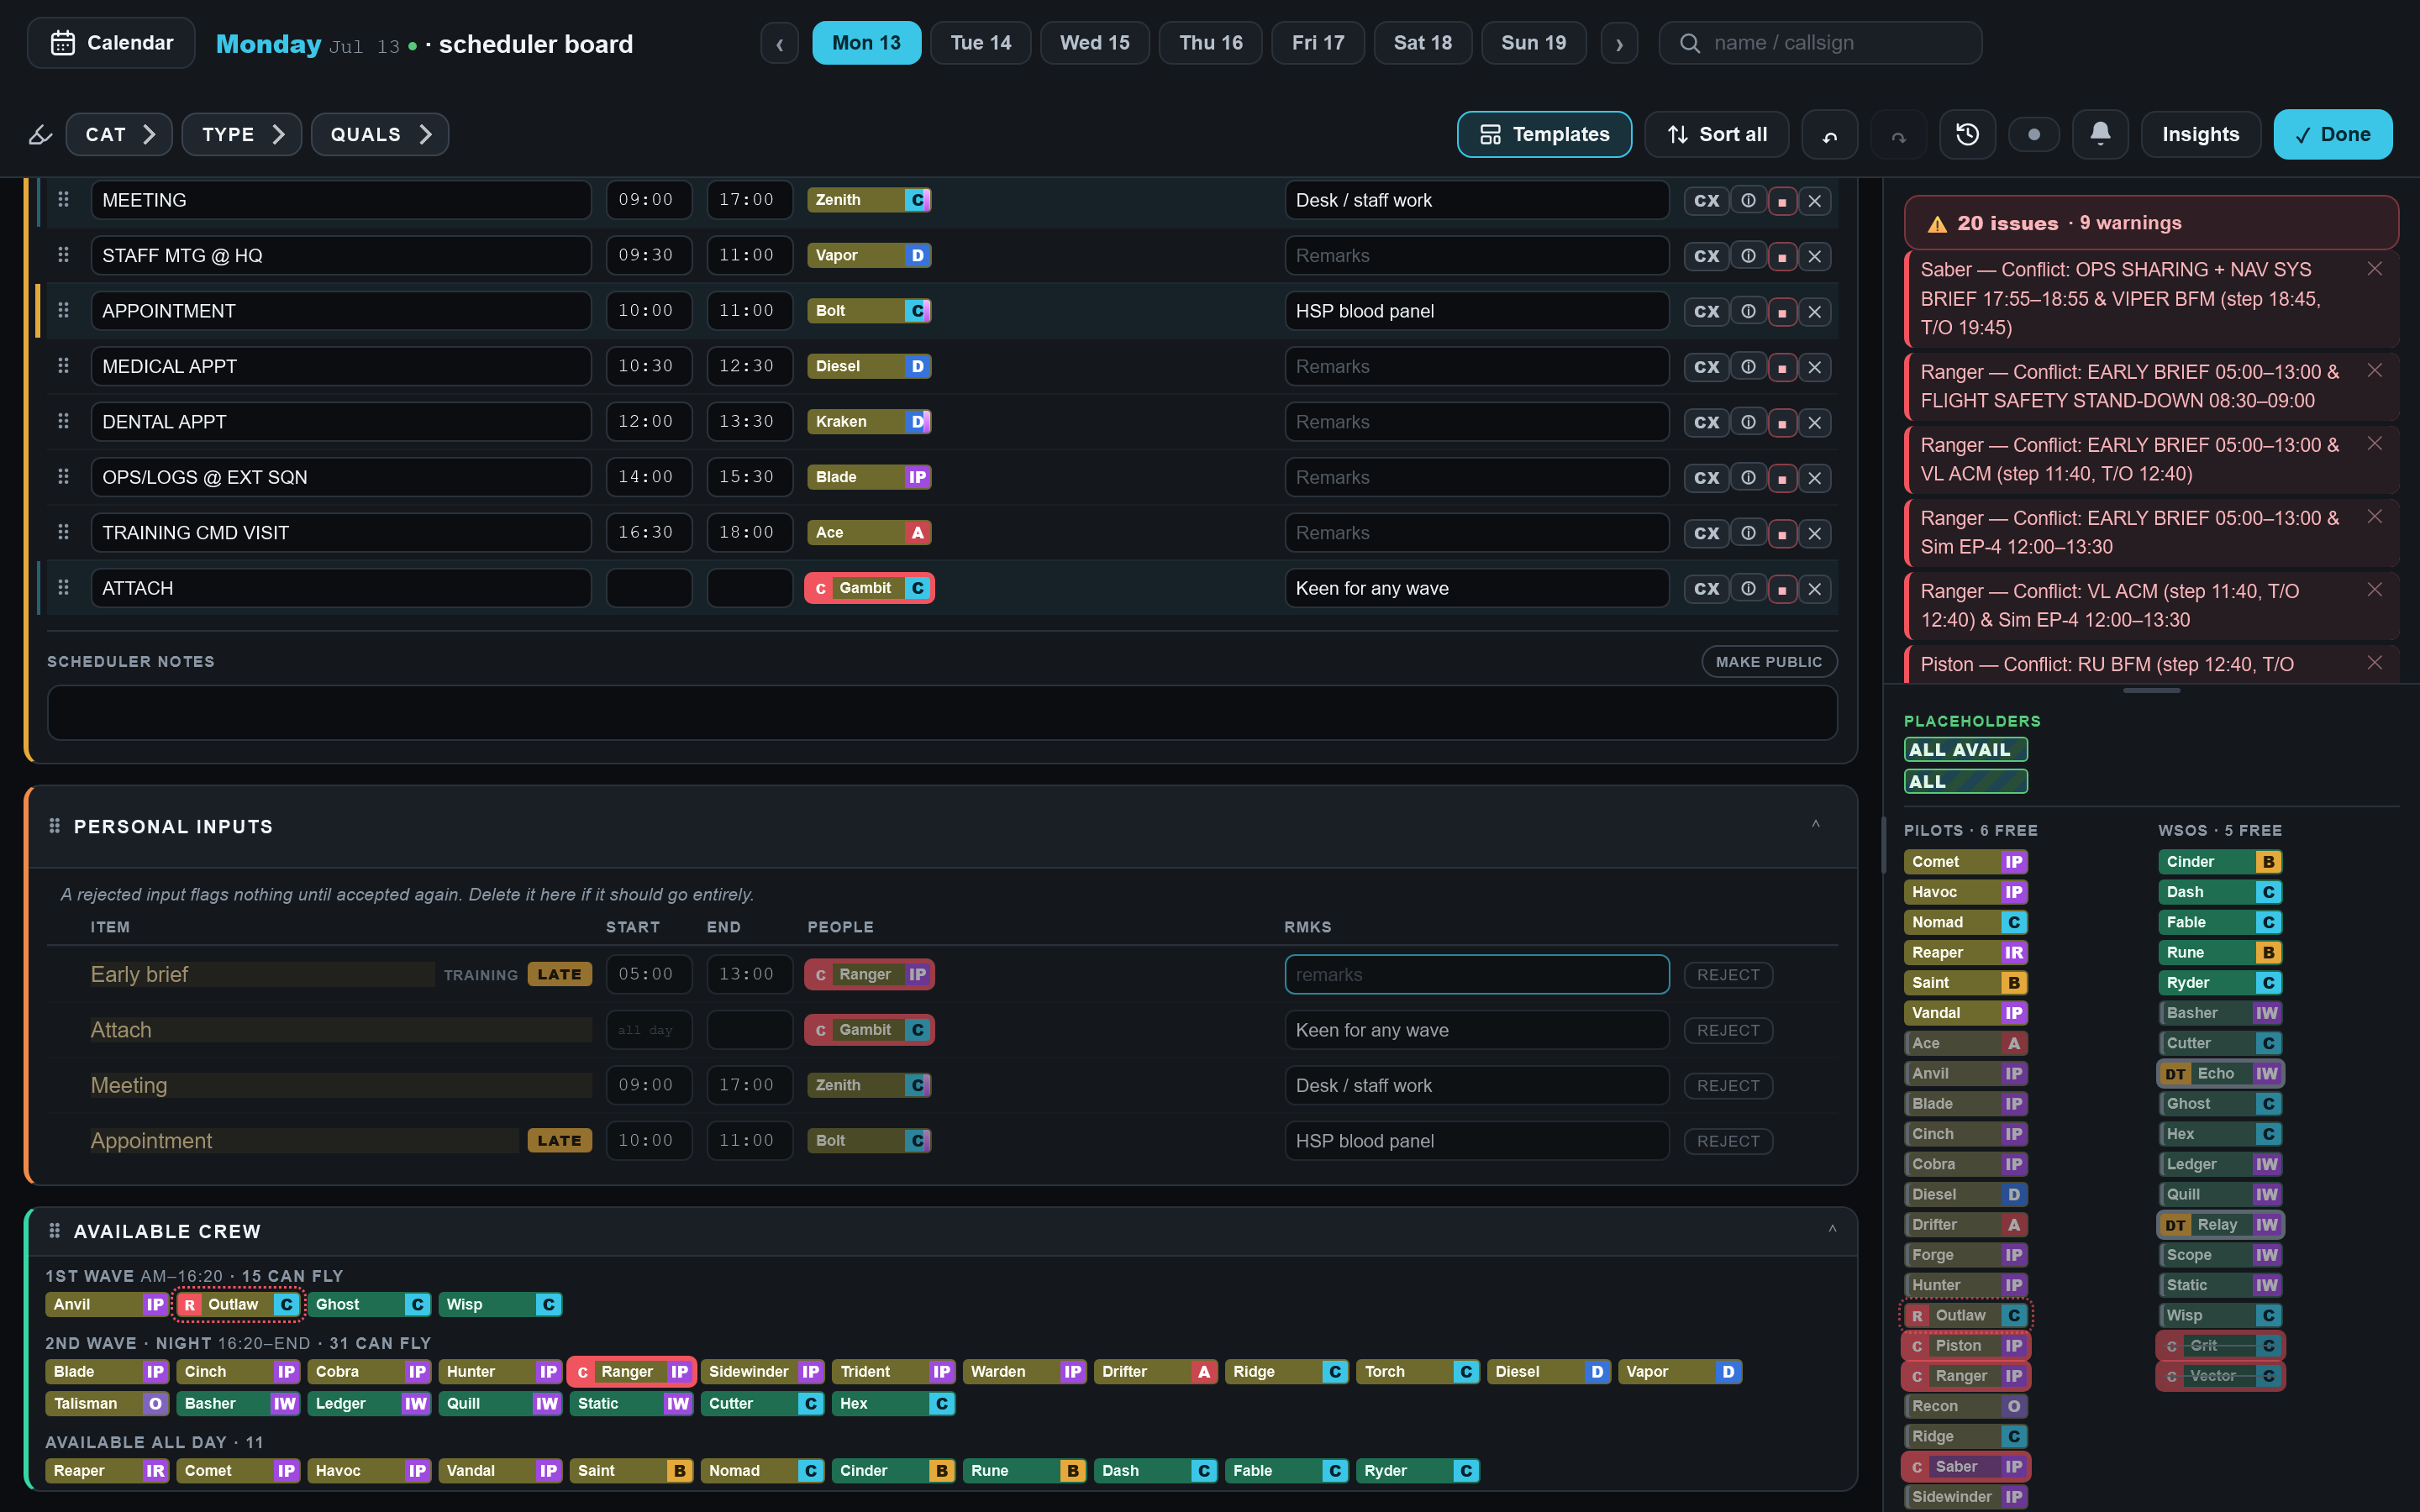 Calendar Monday Jul 13 · scheduler board ‹ Mon 13 Tue 14 Wed 15 Thu 16 Fri 17 Sat 18 Sun 19 › name / callsign
CAT TYPE QUALS Templates Sort all Insights ✓ Done
MEETING 09:00 17:00 Zenith C Desk / staff work CX
STAFF MTG @ HQ 09:30 11:00 Vapor D Remarks CX
APPOINTMENT 10:00 11:00 Bolt C HSP blood panel CX
MEDICAL APPT 10:30 12:30 Diesel D Remarks CX
DENTAL APPT 12:00 13:30 Kraken D Remarks CX
OPS/LOGS @ EXT SQN 14:00 15:30 Blade IP Remarks CX
TRAINING CMD VISIT 16:30 18:00 Ace A Remarks CX
ATTACH C Gambit C Keen for any wave CX
SCHEDULER NOTES MAKE PUBLIC
PERSONAL INPUTS
A rejected input flags nothing until accepted again. Delete it here if it should go entirely.
ITEM START END PEOPLE RMKS
Early brief TRAINING LATE 05:00 13:00 C Ranger IP remarks REJECT
Attach all day C Gambit C Keen for any wave REJECT
Meeting 09:00 17:00 Zenith C Desk / staff work REJECT
Appointment LATE 10:00 11:00 Bolt C HSP blood panel REJECT
AVAILABLE CREW
1ST WAVE AM–16:20 · 15 CAN FLY
Anvil IP R Outlaw C Ghost C Wisp C
2ND WAVE · NIGHT 16:20–END · 31 CAN FLY
Blade IP Cinch IP Cobra IP Hunter IP C Ranger IP Sidewinder IP Trident IP Warden IP Drifter A Ridge C Torch C Diesel D Vapor D
Talisman O Basher IW Ledger IW Quill IW Static IW Cutter C Hex C
AVAILABLE ALL DAY · 11
Reaper IR Comet IP Havoc IP Vandal IP Saint B Nomad C Cinder B Rune B Dash C Fable C Ryder C
20 issues · 9 warnings
Saber — Conflict: OPS SHARING + NAV SYS
BRIEF 17:55–18:55 & VIPER BFM (step 18:45,
T/O 19:45)
Ranger — Conflict: EARLY BRIEF 05:00–13:00 &
FLIGHT SAFETY STAND-DOWN 08:30–09:00
Ranger — Conflict: EARLY BRIEF 05:00–13:00 &
VL ACM (step 11:40, T/O 12:40)
Ranger — Conflict: EARLY BRIEF 05:00–13:00 &
Sim EP-4 12:00–13:30
Ranger — Conflict: VL ACM (step 11:40, T/O
12:40) & Sim EP-4 12:00–13:30
Piston — Conflict: RU BFM (step 12:40, T/O
PLACEHOLDERS
ALL AVAIL
ALL
PILOTS · 6 FREE
Comet IP
Havoc IP
Nomad C
Reaper IR
Saint B
Vandal IP
Ace A
Anvil IP
Blade IP
Cinch IP
Cobra IP
Diesel D
Drifter A
Forge IP
Hunter IP
R Outlaw C
C Piston IP
C Ranger IP
Recon O
Ridge C
C Saber IP
Sidewinder IP
WSOS · 5 FREE
Cinder B
Dash C
Fable C
Rune B
Ryder C
Basher IW
Cutter C
DT Echo IW
Ghost C
Hex C
Ledger IW
Quill IW
DT Relay IW
Scope IW
Static IW
Wisp C
C Grit C
C Vector C